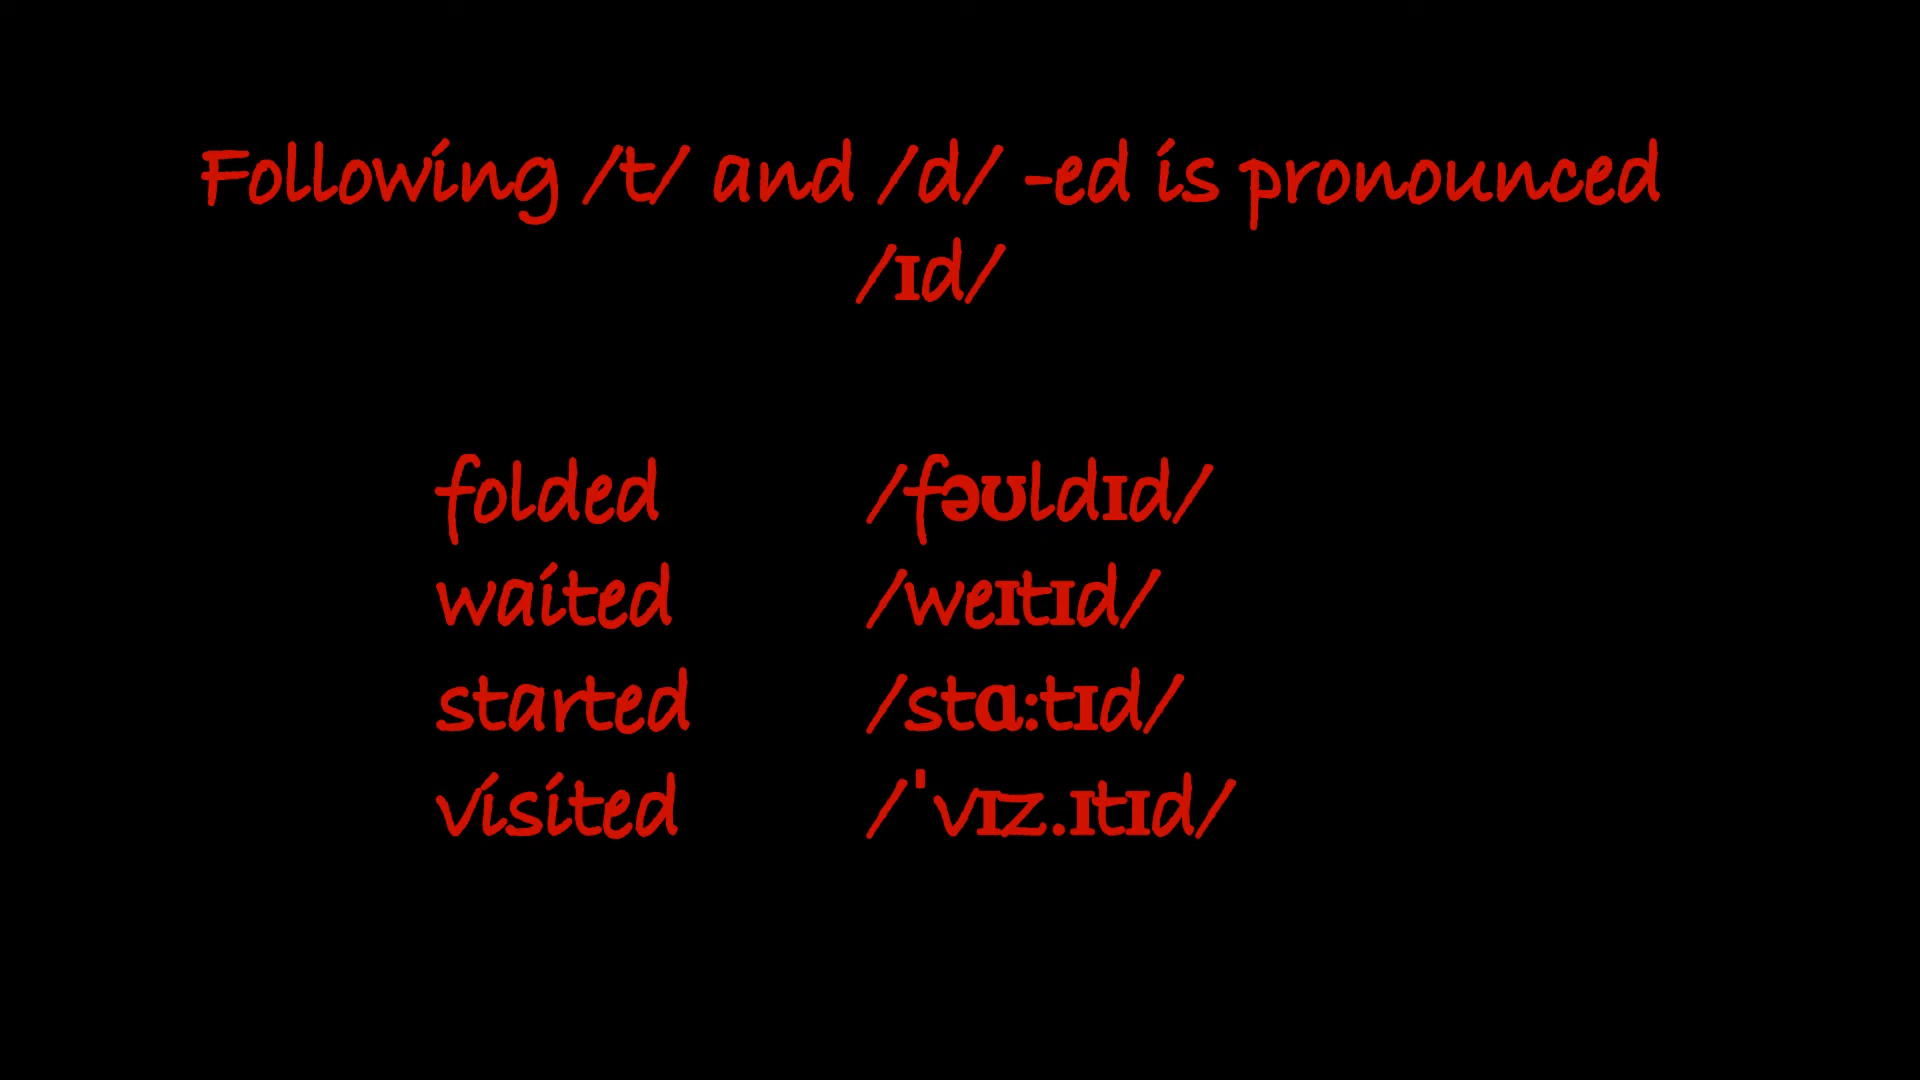 Following /t/ and /d/ -ed is pronounced
/ɪd/
folded /fəʊldɪd/
waited /weɪtɪd/
started /stɑ:tɪd/
visited /ˈvɪz.ɪtɪd/